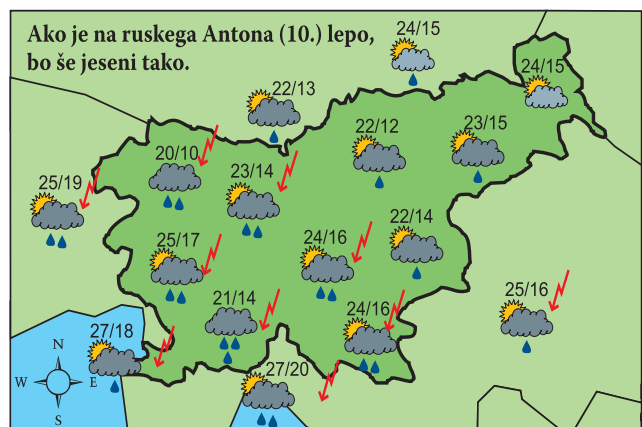 Ako je na ruskega Antona (10.) lepo,
bo še jeseni tako.
24/15
24/15
22/13
22/12
23/15
20/10
23/14
25/19
22/14
25/17
24/16
25/16
21/14
24/16
27/18
27/20
N
W
E
S